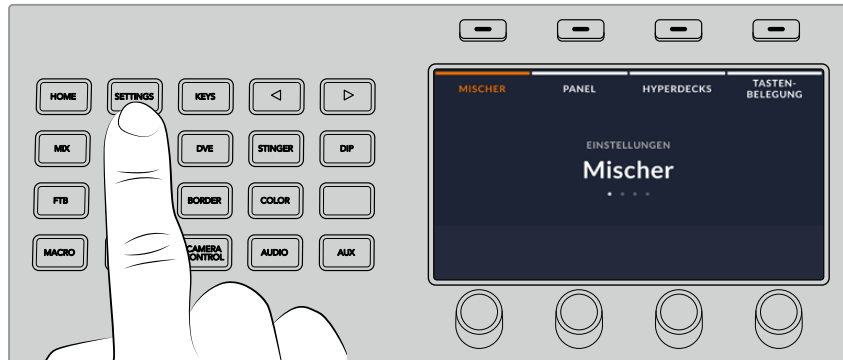 HOME SETTINGS KEYS
MIX DVE STINGER DIP
FTB BORDER COLOR
MACRO CAMERA CONTROL AUDIO AUX
MISCHER PANEL HYPERDECKS TASTEN-
BELEGUNG
EINSTELLUNGEN
Mischer